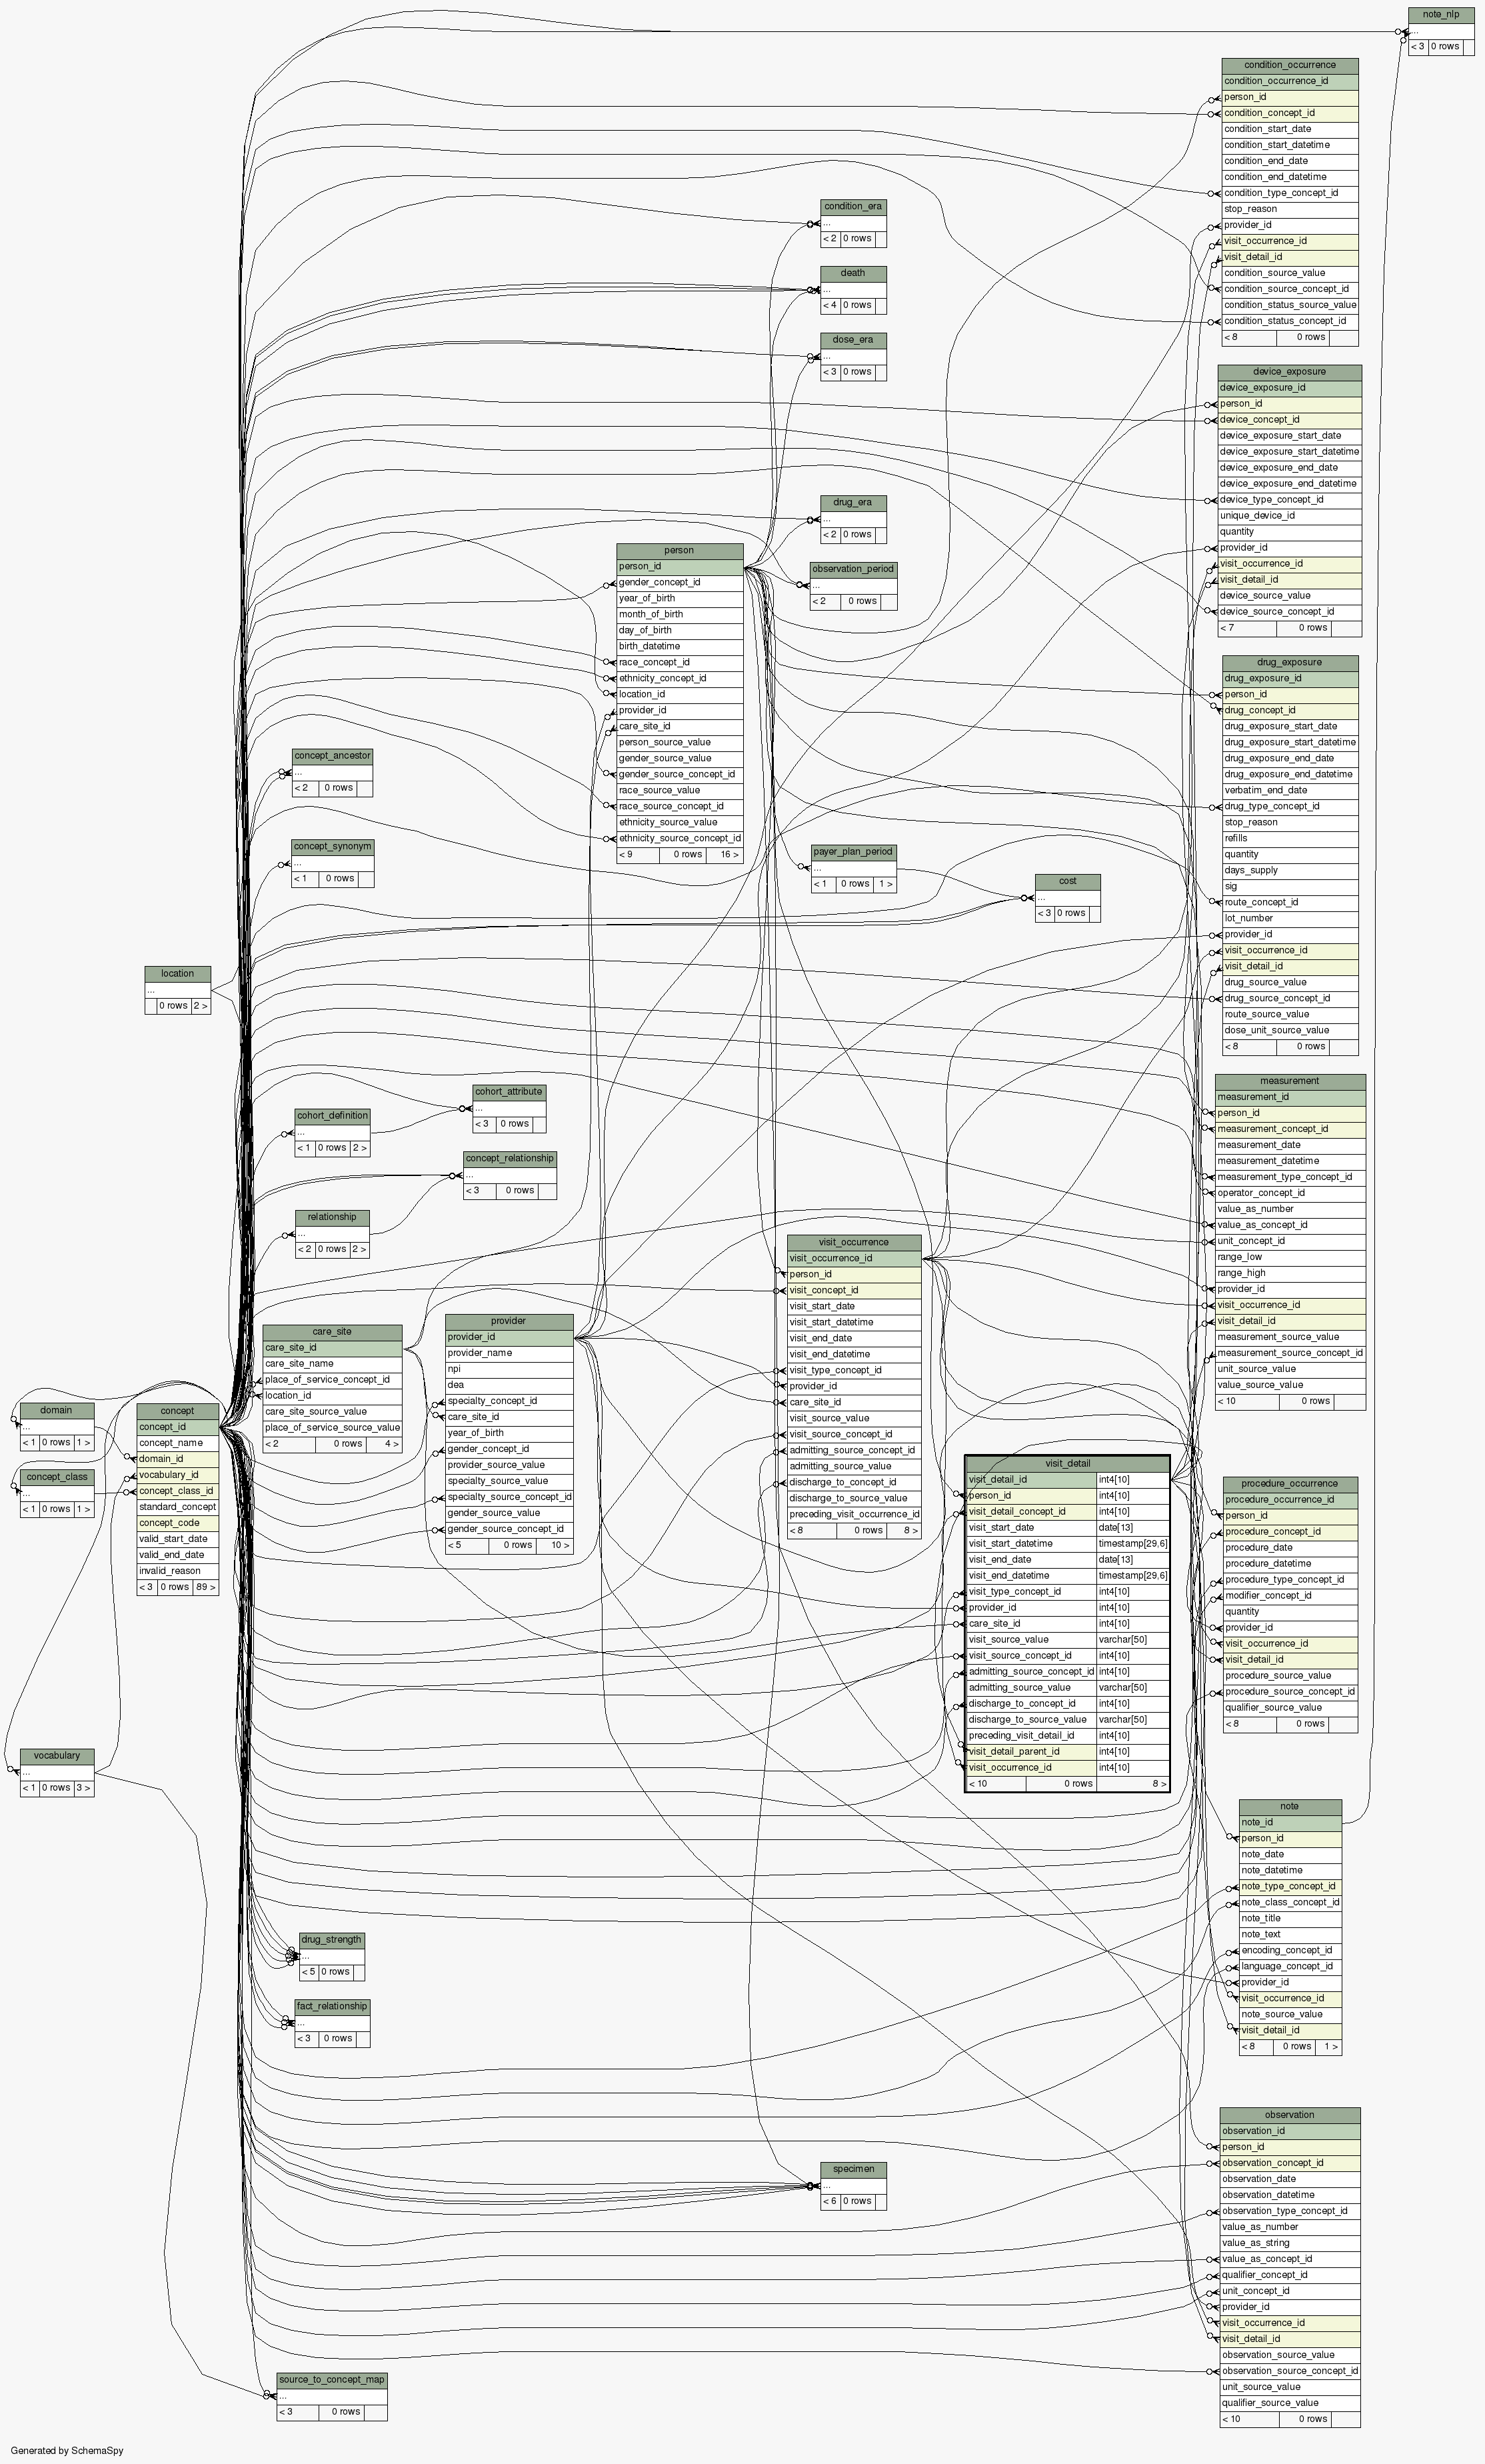 note_nlp
...
< 3 0 rows
condition_occurrence
condition_occurrence_id
person_id
condition_concept_id
condition_start_date
condition_start_datetime
condition_end_date
condition_end_datetime
condition_type_concept_id
stop_reason
provider_id
visit_occurrence_id
visit_detail_id
condition_source_value
condition_source_concept_id
condition_status_source_value
condition_status_concept_id
< 8 0 rows
condition_era
...
< 2 0 rows
death
...
< 4 0 rows
dose_era
...
< 3 0 rows
device_exposure
device_exposure_id
person_id
device_concept_id
device_exposure_start_date
device_exposure_start_datetime
device_exposure_end_date
device_exposure_end_datetime
device_type_concept_id
unique_device_id
quantity
provider_id
visit_occurrence_id
visit_detail_id
device_source_value
device_source_concept_id
< 7 0 rows
drug_era
...
< 2 0 rows
observation_period
...
< 2 0 rows
person
person_id
gender_concept_id
year_of_birth
month_of_birth
day_of_birth
birth_datetime
race_concept_id
ethnicity_concept_id
location_id
provider_id
care_site_id
person_source_value
gender_source_value
gender_source_concept_id
race_source_value
race_source_concept_id
ethnicity_source_value
ethnicity_source_concept_id
< 9 0 rows 16 >
drug_exposure
drug_exposure_id
person_id
drug_concept_id
drug_exposure_start_date
drug_exposure_start_datetime
drug_exposure_end_date
drug_exposure_end_datetime
verbatim_end_date
drug_type_concept_id
stop_reason
refills
quantity
days_supply
sig
route_concept_id
lot_number
provider_id
visit_occurrence_id
visit_detail_id
drug_source_value
drug_source_concept_id
route_source_value
dose_unit_source_value
< 8 0 rows
concept_ancestor
...
< 2 0 rows
concept_synonym
...
< 1 0 rows
payer_plan_period
...
< 1 0 rows 1 >
cost
...
< 3 0 rows
location
...
0 rows 2 >
measurement
measurement_id
person_id
measurement_concept_id
measurement_date
measurement_datetime
measurement_type_concept_id
operator_concept_id
value_as_number
value_as_concept_id
unit_concept_id
range_low
range_high
provider_id
visit_occurrence_id
visit_detail_id
measurement_source_value
measurement_source_concept_id
unit_source_value
value_source_value
< 10 0 rows
cohort_attribute
...
< 3 0 rows
cohort_definition
...
< 1 0 rows 2 >
concept_relationship
...
< 3 0 rows
relationship
...
< 2 0 rows 2 >
visit_occurrence
visit_occurrence_id
person_id
visit_concept_id
visit_start_date
visit_start_datetime
visit_end_date
visit_end_datetime
visit_type_concept_id
provider_id
care_site_id
visit_source_value
visit_source_concept_id
admitting_source_concept_id
admitting_source_value
discharge_to_concept_id
discharge_to_source_value
preceding_visit_occurrence_id
< 8 0 rows 8 >
provider
provider_id
provider_name
npi
dea
specialty_concept_id
care_site_id
year_of_birth
gender_concept_id
provider_source_value
specialty_source_value
specialty_source_concept_id
gender_source_value
gender_source_concept_id
< 5 0 rows 10 >
care_site
care_site_id
care_site_name
place_of_service_concept_id
location_id
care_site_source_value
place_of_service_source_value
< 2 0 rows 4 >
domain
...
< 1 0 rows 1 >
concept_class
...
< 1 0 rows 1 >
concept
concept_id
concept_name
domain_id
vocabulary_id
concept_class_id
standard_concept
concept_code
valid_start_date
valid_end_date
invalid_reason
< 3 0 rows 89 >
visit_detail
visit_detail_id int4[10]
person_id int4[10]
visit_detail_concept_id int4[10]
visit_start_date date[13]
visit_start_datetime timestamp[29,6]
visit_end_date date[13]
visit_end_datetime timestamp[29,6]
visit_type_concept_id int4[10]
provider_id int4[10]
care_site_id int4[10]
visit_source_value varchar[50]
visit_source_concept_id int4[10]
admitting_source_concept_id int4[10]
admitting_source_value varchar[50]
discharge_to_concept_id int4[10]
discharge_to_source_value varchar[50]
preceding_visit_detail_id int4[10]
visit_detail_parent_id int4[10]
visit_occurrence_id int4[10]
< 10 0 rows 8 >
procedure_occurrence
procedure_occurrence_id
person_id
procedure_concept_id
procedure_date
procedure_datetime
procedure_type_concept_id
modifier_concept_id
quantity
provider_id
visit_occurrence_id
visit_detail_id
procedure_source_value
procedure_source_concept_id
qualifier_source_value
< 8 0 rows
vocabulary
...
< 1 0 rows 3 >
note
note_id
person_id
note_date
note_datetime
note_type_concept_id
note_class_concept_id
note_title
note_text
encoding_concept_id
language_concept_id
provider_id
visit_occurrence_id
note_source_value
visit_detail_id
< 8 0 rows 1 >
drug_strength
...
< 5 0 rows
fact_relationship
...
< 3 0 rows
observation
observation_id
person_id
observation_concept_id
observation_date
observation_datetime
observation_type_concept_id
value_as_number
value_as_string
value_as_concept_id
qualifier_concept_id
unit_concept_id
provider_id
visit_occurrence_id
visit_detail_id
observation_source_value
observation_source_concept_id
unit_source_value
qualifier_source_value
< 10 0 rows
specimen
...
< 6 0 rows
source_to_concept_map
...
< 3 0 rows
Generated by SchemaSpy